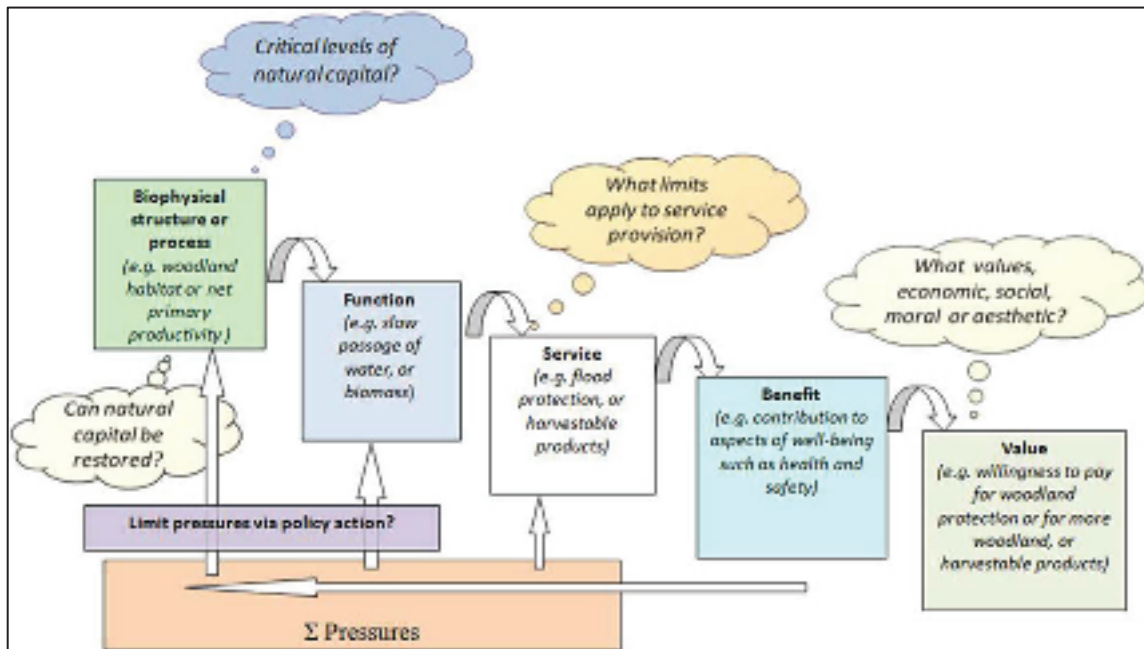 Critical levels of
natural capital?
Biophysical
structure or
process
(e.g. woodland
habitat or net
primary
productivity )
What limits
apply to service
provision?
Function
(e.g. slow
passage of
water, or
biomass)
What values,
economic, social,
moral or aesthetic?
Service
(e.g. flood
protection, or
harvestable
products)
Can natural
capital be
restored?
Benefit
(e.g. contribution to
aspects of well-being
such as health and
safety)
Value
(e.g. willingness to pay
for woodland
protection or for more
woodland, or
harvestable products)
Limit pressures via policy action?
Σ Pressures